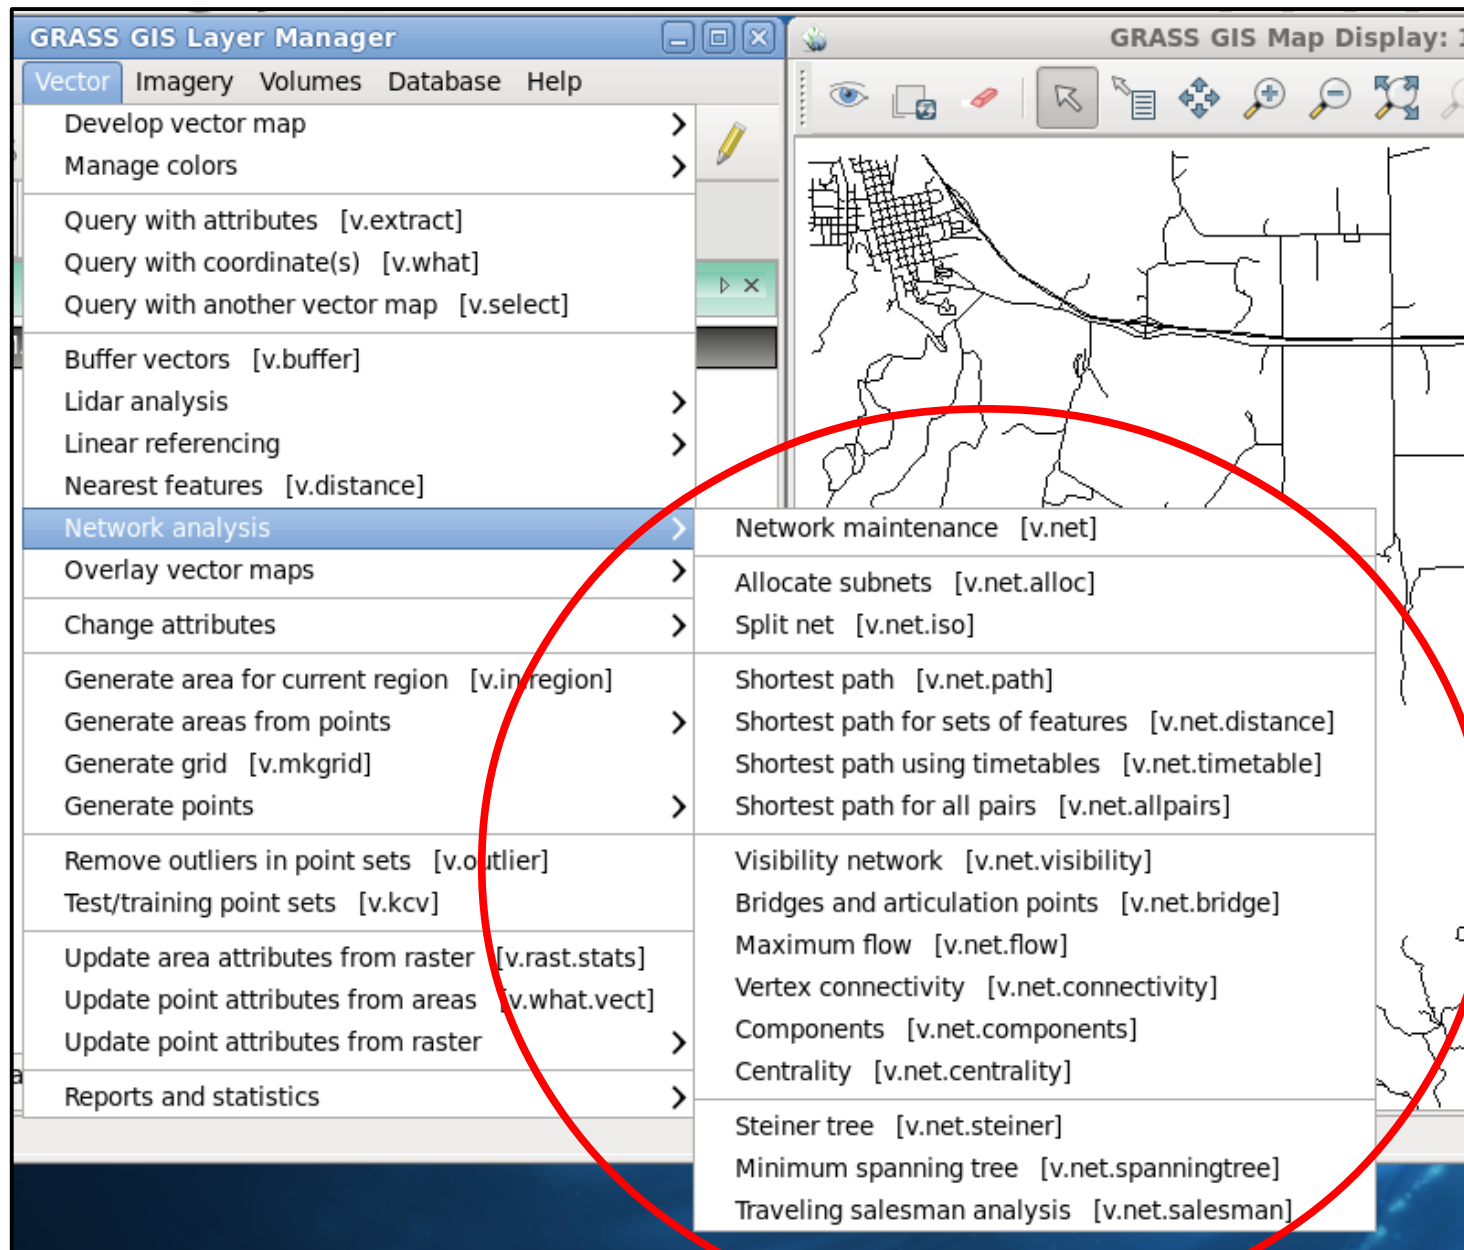 GRASS GIS Layer Manager
GRASS GIS Map Display:
Vector Imagery Volumes Database Help
Develop vector map
Manage colors
Query with attributes [v.extract]
Query with coordinate(s) [v.what]
Query with another vector map [v.select]
Buffer vectors [v.buffer]
Lidar analysis
Linear referencing
Nearest features [v.distance]
Network analysis
Overlay vector maps
Change attributes
Generate area for current region [v.in.region]
Generate areas from points
Generate grid [v.mkgrid]
Generate points
Remove outliers in point sets [v.outlier]
Test/training point sets [v.kcv]
Update area attributes from raster [v.rast.stats]
Update point attributes from areas [v.what.vect]
Update point attributes from raster
Reports and statistics
Network maintenance [v.net]
Allocate subnets [v.net.alloc]
Split net [v.net.iso]
Shortest path [v.net.path]
Shortest path for sets of features [v.net.distance]
Shortest path using timetables [v.net.timetable]
Shortest path for all pairs [v.net.allpairs]
Visibility network [v.net.visibility]
Bridges and articulation points [v.net.bridge]
Maximum flow [v.net.flow]
Vertex connectivity [v.net.connectivity]
Components [v.net.components]
Centrality [v.net.centrality]
Steiner tree [v.net.steiner]
Minimum spanning tree [v.net.spanningtree]
Traveling salesman analysis [v.net.salesman]